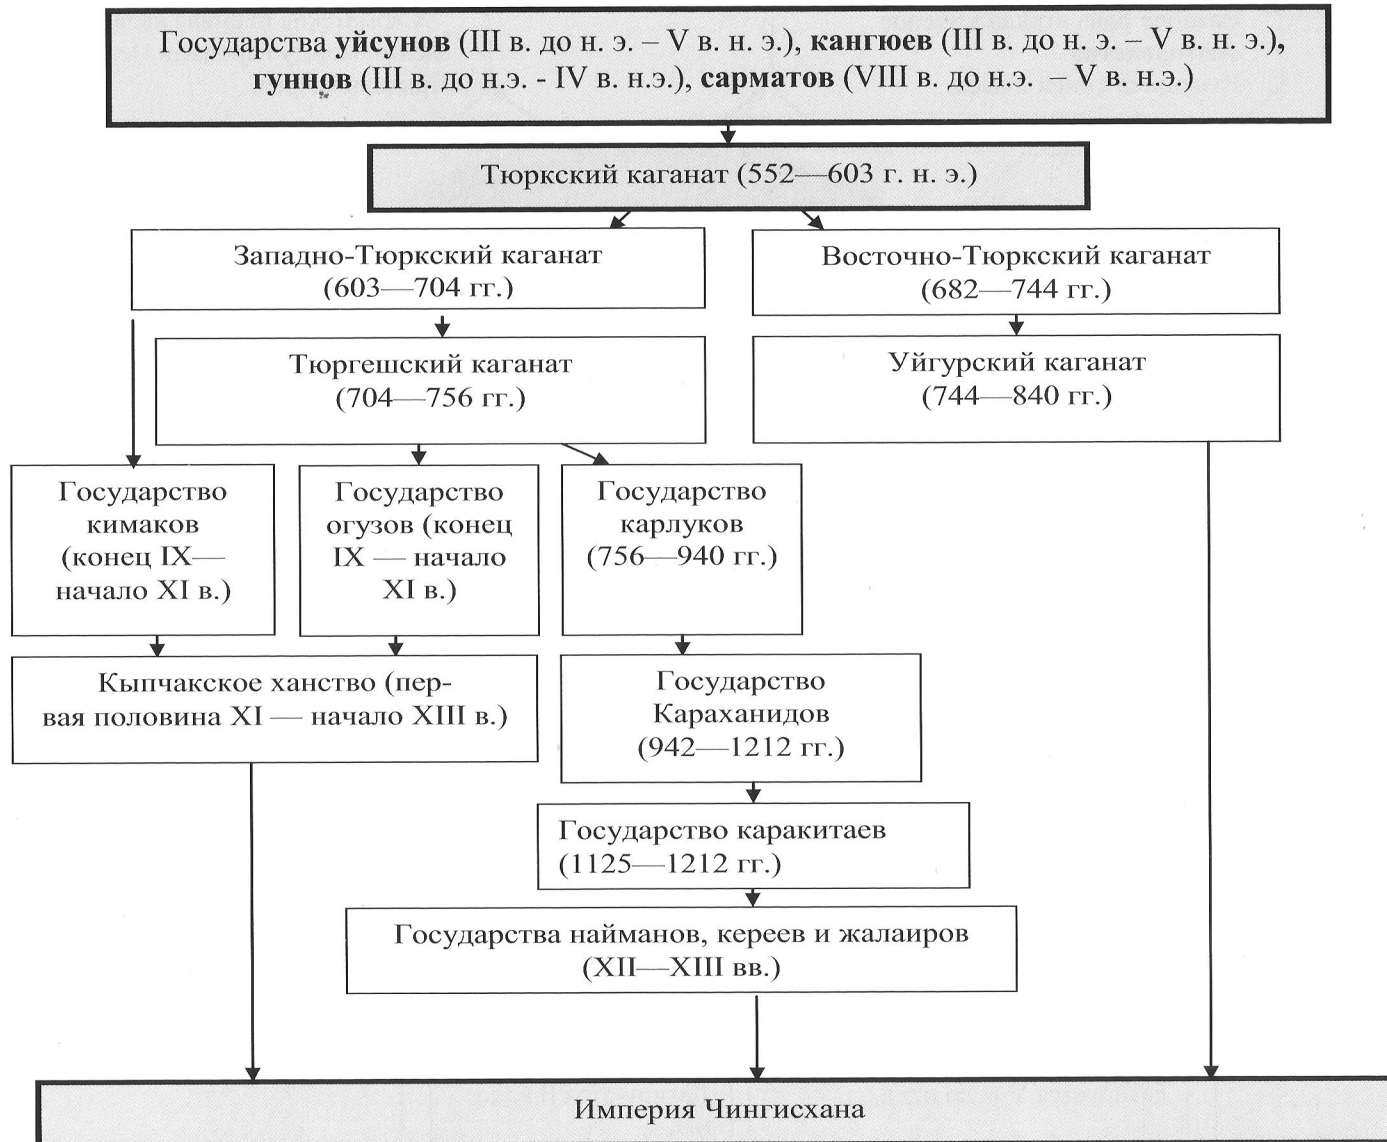 Государства уйсунов (III в. до н. э. – V в. н. э.), кангюев (III в. до н. э. – V в. н. э.),
гуннов (III в. до н.э. - IV в. н.э.), сарматов (VIII в. до н.э. – V в. н.э.)
Тюркский каганат (552—603 г. н. э.)
Западно-Тюркский каганат
(603—704 гг.)
Восточно-Тюркский каганат
(682—744 гг.)
Тюргешский каганат
(704—756 гг.)
Уйгурский каганат
(744—840 гг.)
Государство
кимаков
(конец IX—
начало XI в.)
Государство
огузов (конец
IX — начало
XI в.)
Государство
карлуков
(756—940 гг.)
Кыпчакское ханство (пер-
вая половина XI — начало XIII в.)
Государство
Караханидов
(942—1212 гг.)
Государство каракитаев
(1125—1212 гг.)
Государства найманов, кереев и жалаиров
(XII—XIII вв.)
Империя Чингисхана